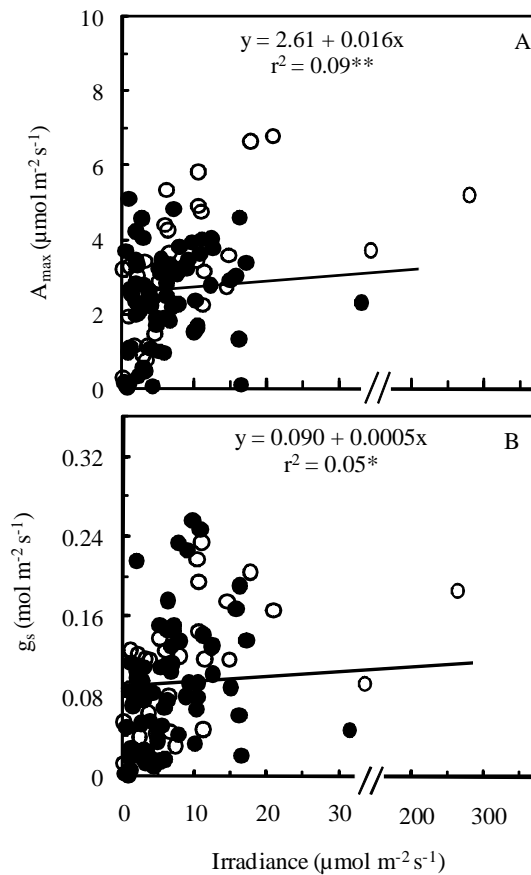 y = 2.61 + 0.016x
A
r² = 0.09**
10
8
6
4
2
0
A_max (µmol m⁻² s⁻¹)
y = 0.090 + 0.0005x
B
r² = 0.05*
0.32
0.24
0.16
0.08
0
g_s (mol m⁻² s⁻¹)
0 10 20 30 200 300
Irradiance (µmol m⁻² s⁻¹)